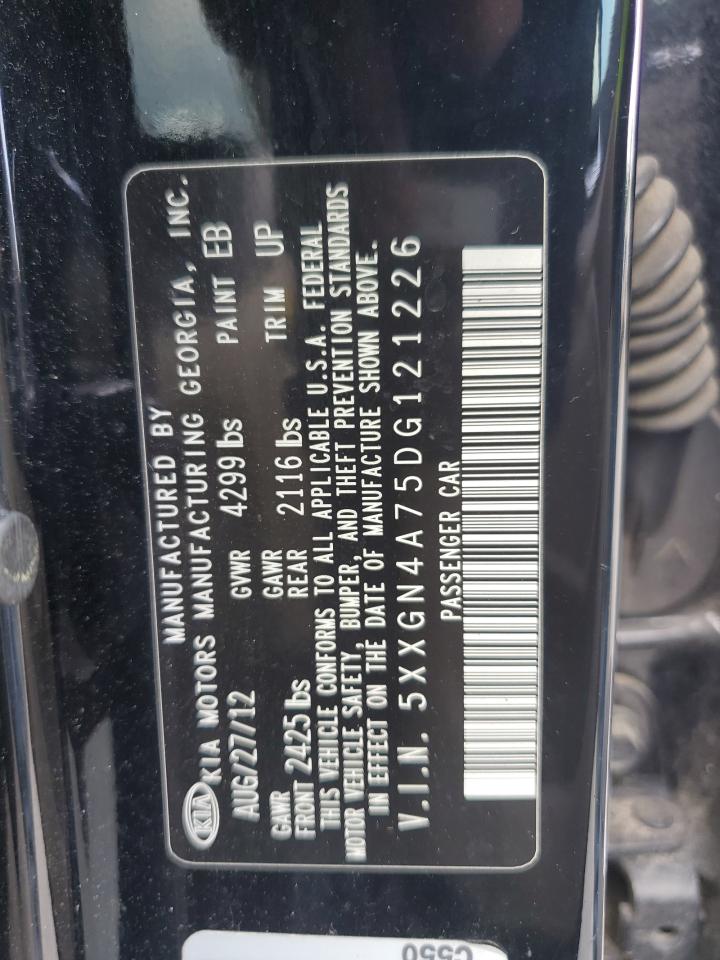 MANUFACTURED BY
KIA KIA MOTORS MANUFACTURING GEORGIA, INC.
AUG/27/12 GVWR 4299 lbs PAINT EB
GAWR FRONT 2425 lbs GAWR REAR 2116 lbs TRIM UP
THIS VEHICLE CONFORMS TO ALL APPLICABLE U.S.A. FEDERAL
MOTOR VEHICLE SAFETY, BUMPER, AND THEFT PREVENTION STANDARDS
IN EFFECT ON THE DATE OF MANUFACTURE SHOWN ABOVE.
V.I.N. 5XXGN4A75DG121226
PASSENGER CAR
C550